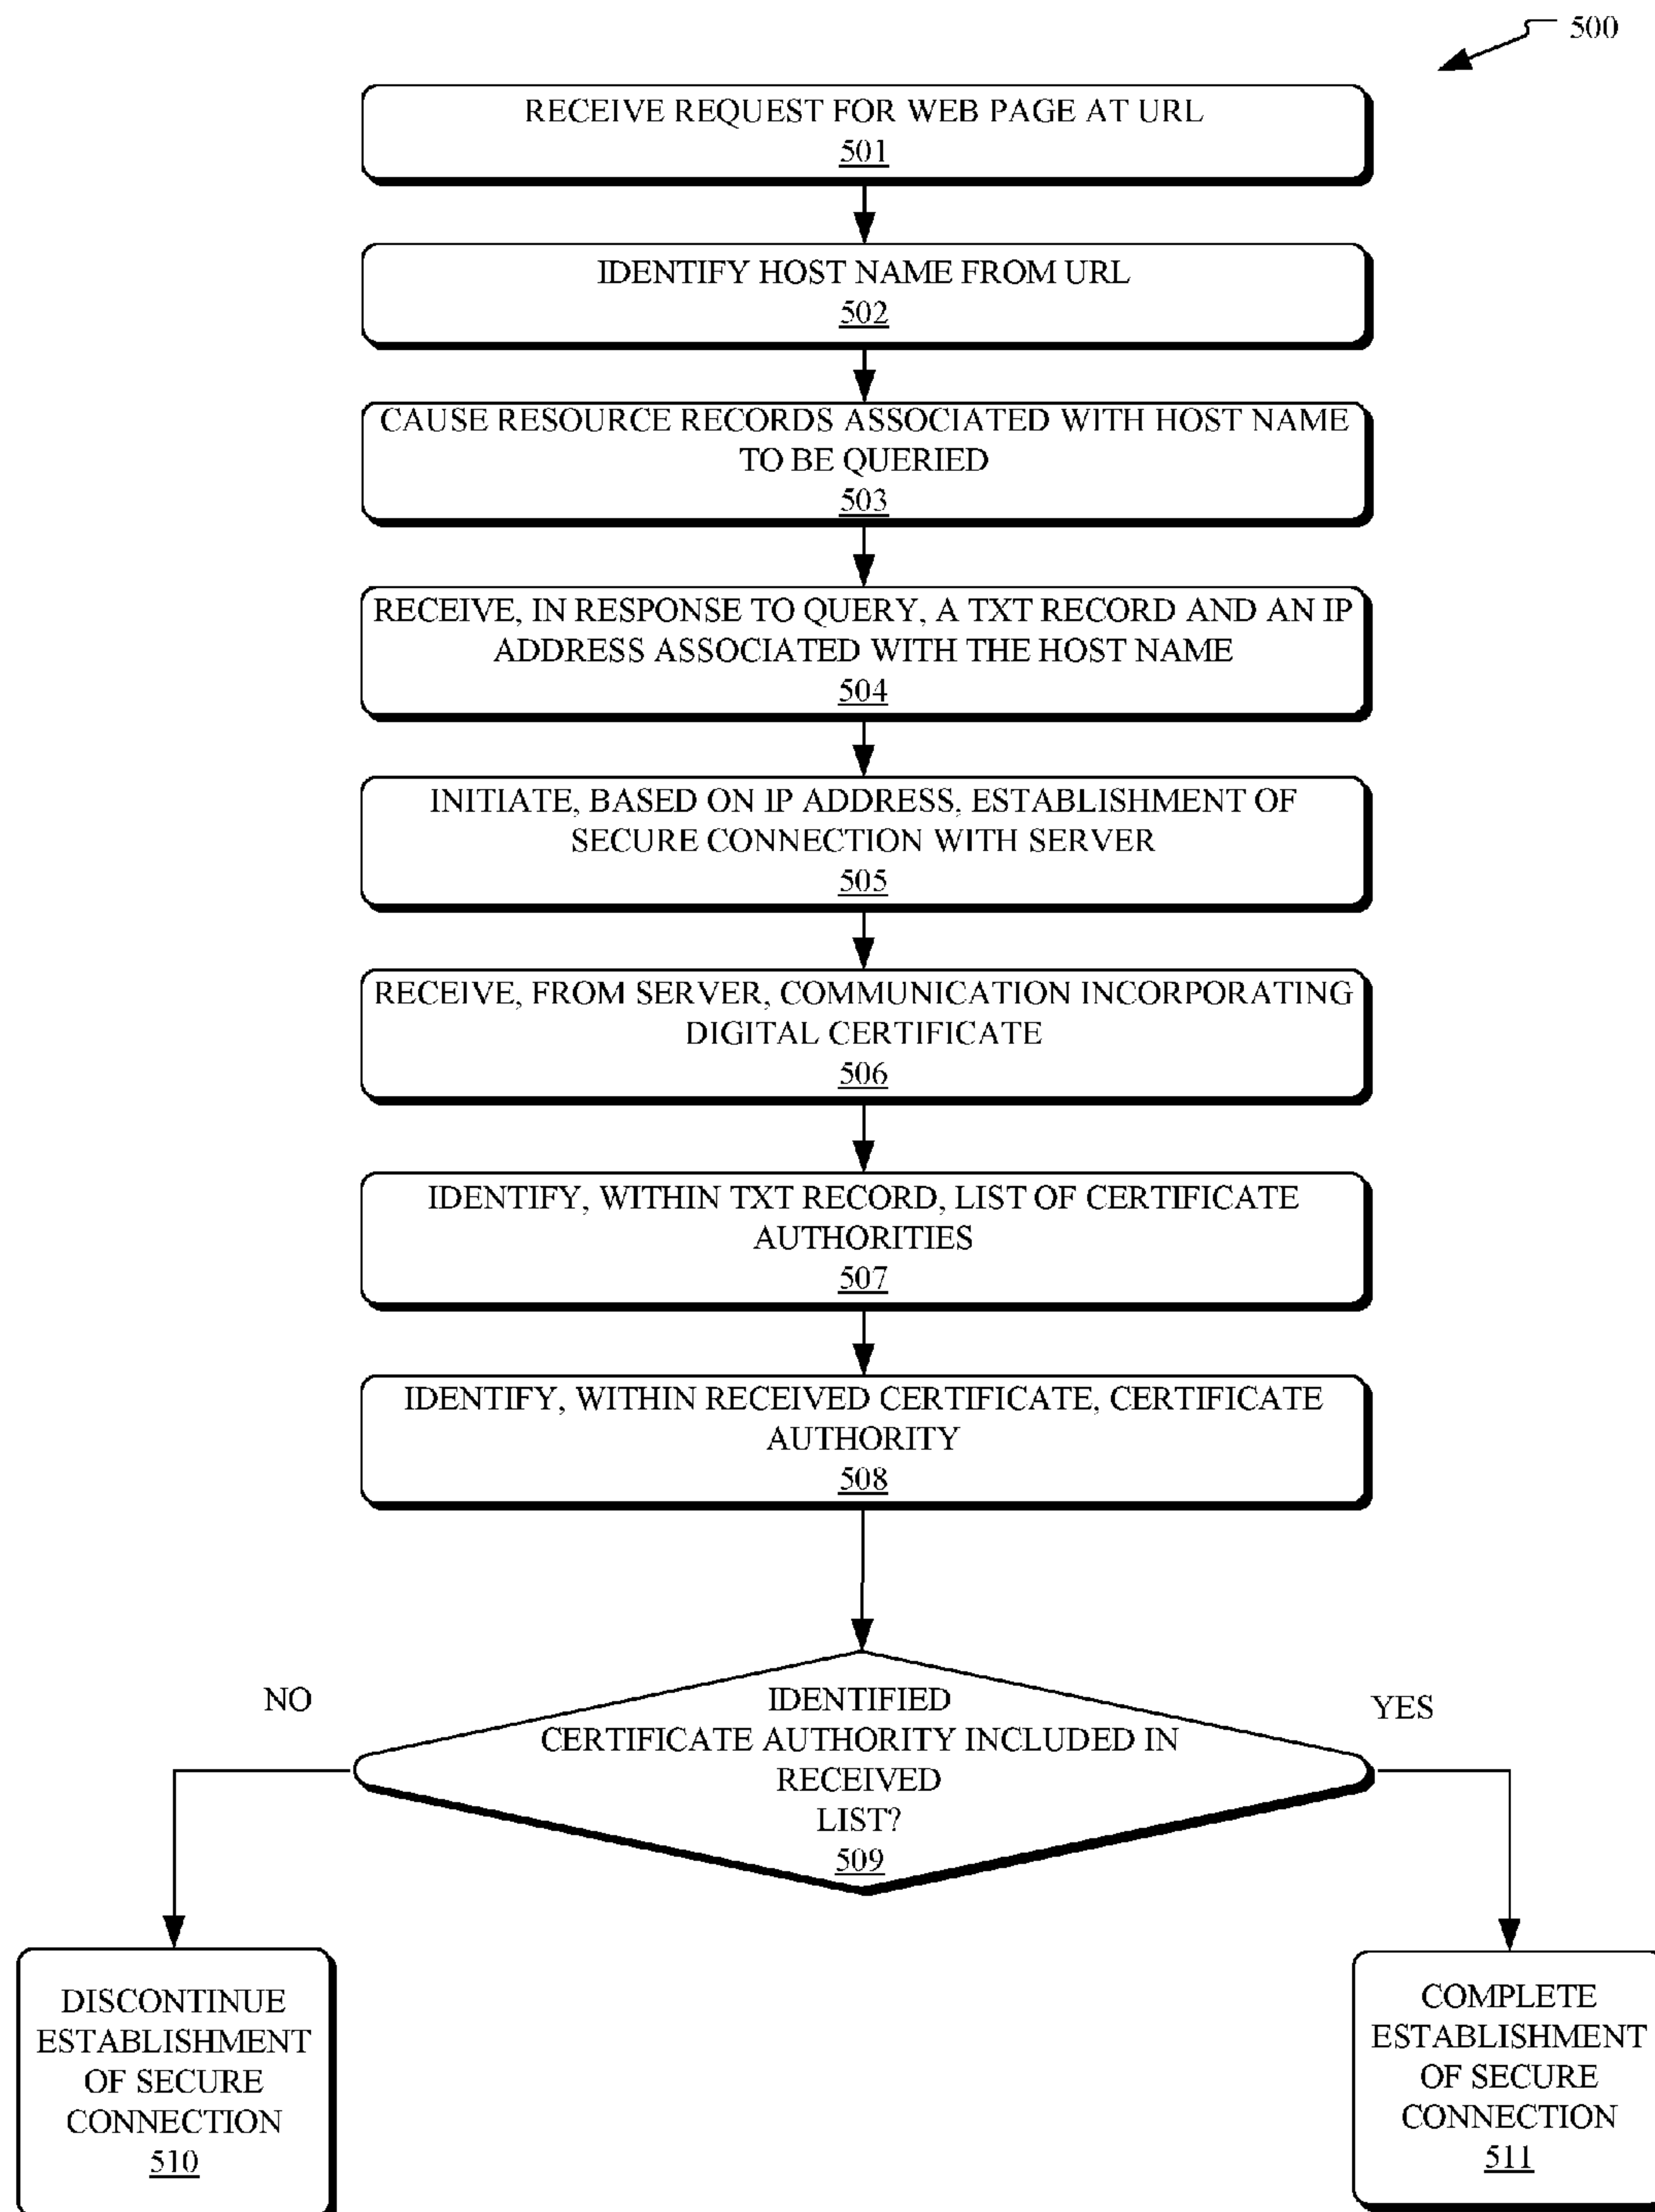 500
RECEIVE REQUEST FOR WEB PAGE AT URL
501
IDENTIFY HOST NAME FROM URL
502
CAUSE RESOURCE RECORDS ASSOCIATED WITH HOST NAME
TO BE QUERIED
503
RECEIVE, IN RESPONSE TO QUERY, A TXT RECORD AND AN IP
ADDRESS ASSOCIATED WITH THE HOST NAME
504
INITIATE, BASED ON IP ADDRESS, ESTABLISHMENT OF
SECURE CONNECTION WITH SERVER
505
RECEIVE, FROM SERVER, COMMUNICATION INCORPORATING
DIGITAL CERTIFICATE
506
IDENTIFY, WITHIN TXT RECORD, LIST OF CERTIFICATE
AUTHORITIES
507
IDENTIFY, WITHIN RECEIVED CERTIFICATE, CERTIFICATE
AUTHORITY
508
IDENTIFIED
CERTIFICATE AUTHORITY INCLUDED IN
RECEIVED
LIST?
509
NO
YES
DISCONTINUE
ESTABLISHMENT
OF SECURE
CONNECTION
510
COMPLETE
ESTABLISHMENT
OF SECURE
CONNECTION
511